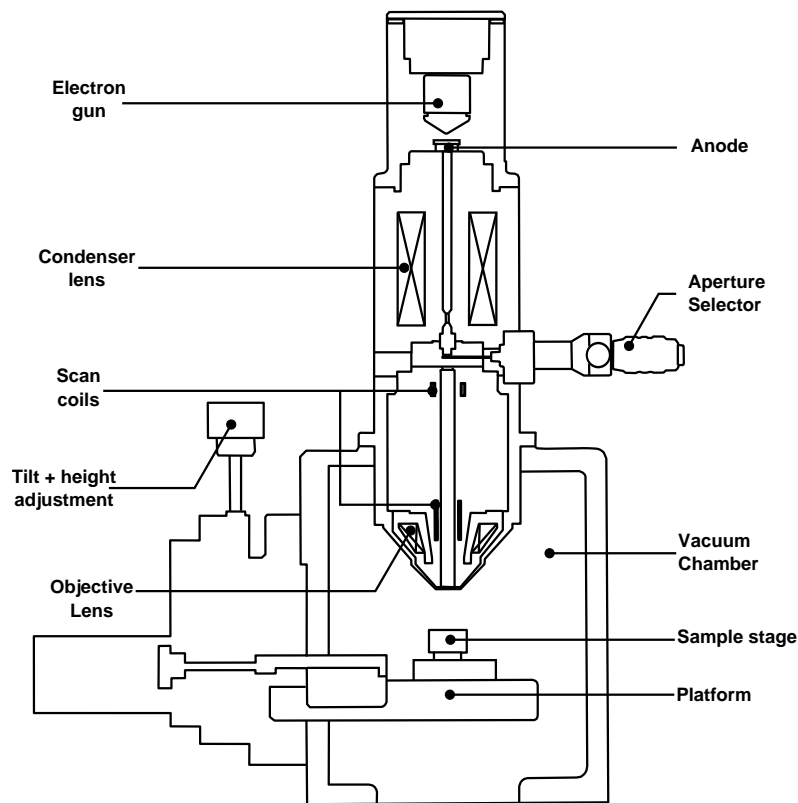 Electron
gun
Anode
Condenser
lens
Aperture
Selector
Scan
coils
Tilt + height
adjustment
Vacuum
Chamber
Objective
Lens
Sample stage
Platform